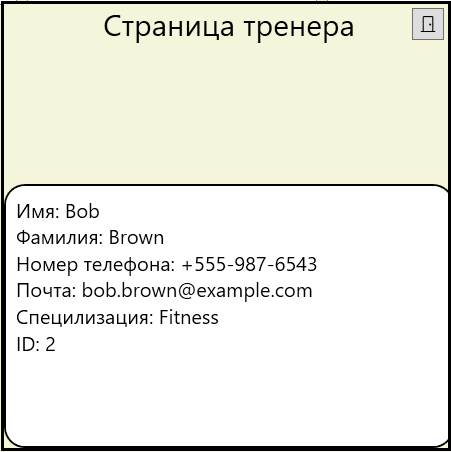 Страница тренера
Имя: Bob
Фамилия: Brown
Номер телефона: +555-987-6543
Почта: bob.brown@example.com
Специлизация: Fitness
ID: 2